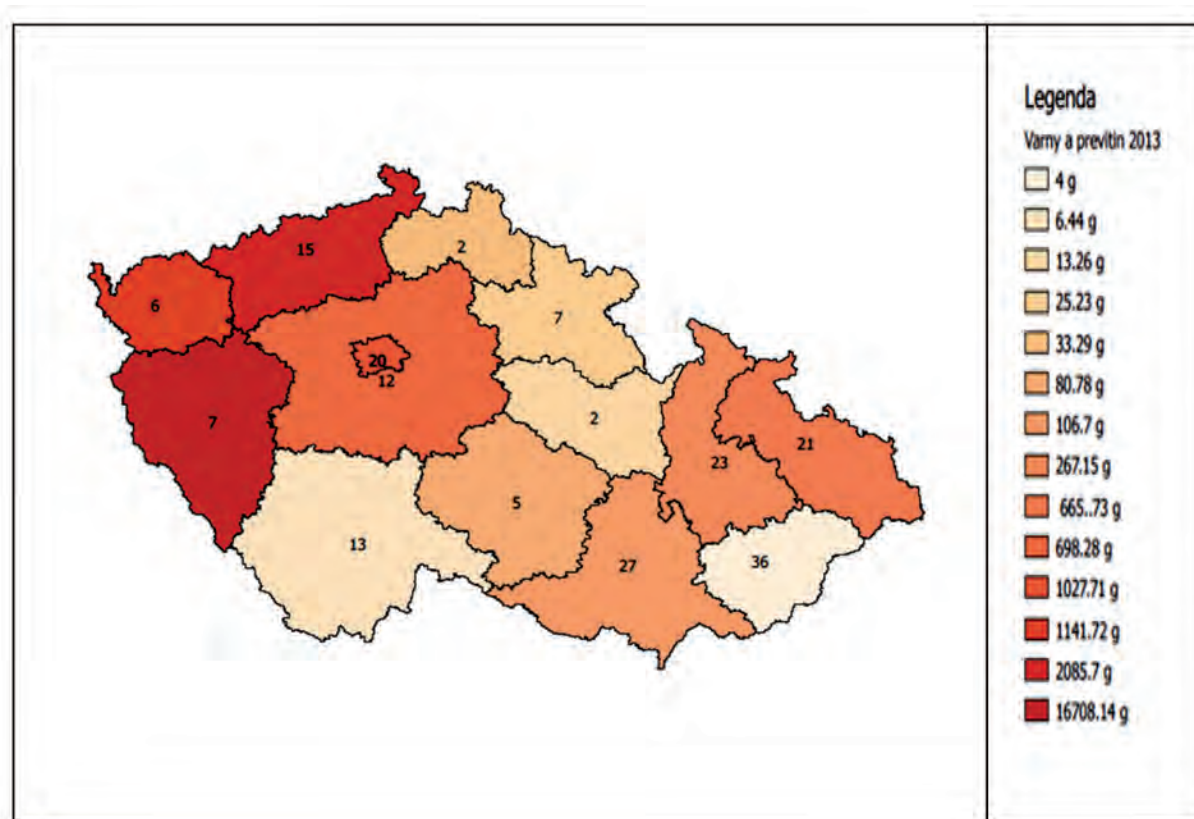 Legenda
Varny a previtin 2013
4 g
6.44 g
13.26 g
25.23 g
33.29 g
80.78 g
106.7 g
267.15 g
665..73 g
698.28 g
1027.71 g
1141.72 g
2085.7 g
16708.14 g
15
2
6
7
20
12
7
2
21
23
5
13
27
36